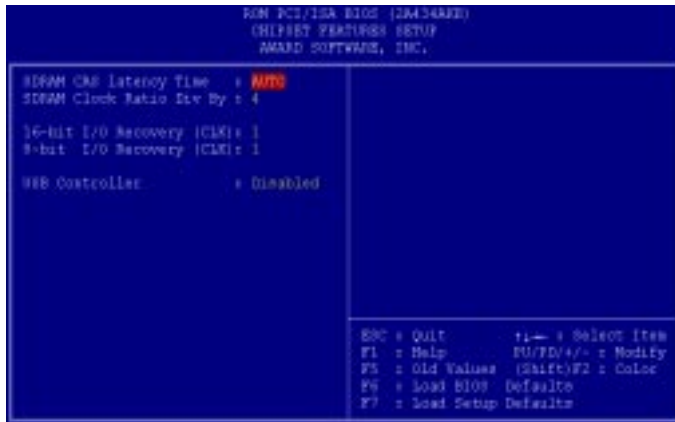 ROM PCI/ISA BIOS (2A434AKD)
CHIPSET FEATURES SETUP
AWARD SOFTWARE, INC.
SDRAM CAS Latency Time : AUTO
SDRAM Clock Ratio Div By : 4
16-bit I/O Recovery (CLK): 1
8-bit I/O Recovery (CLK): 1
USB Controller : Disabled
ESC : Quit ↑↓→← : Select Item
F1 : Help PU/PD/+/- : Modify
F5 : Old Values (Shift)F2 : Color
F6 : Load BIOS Defaults
F7 : Load Setup Defaults